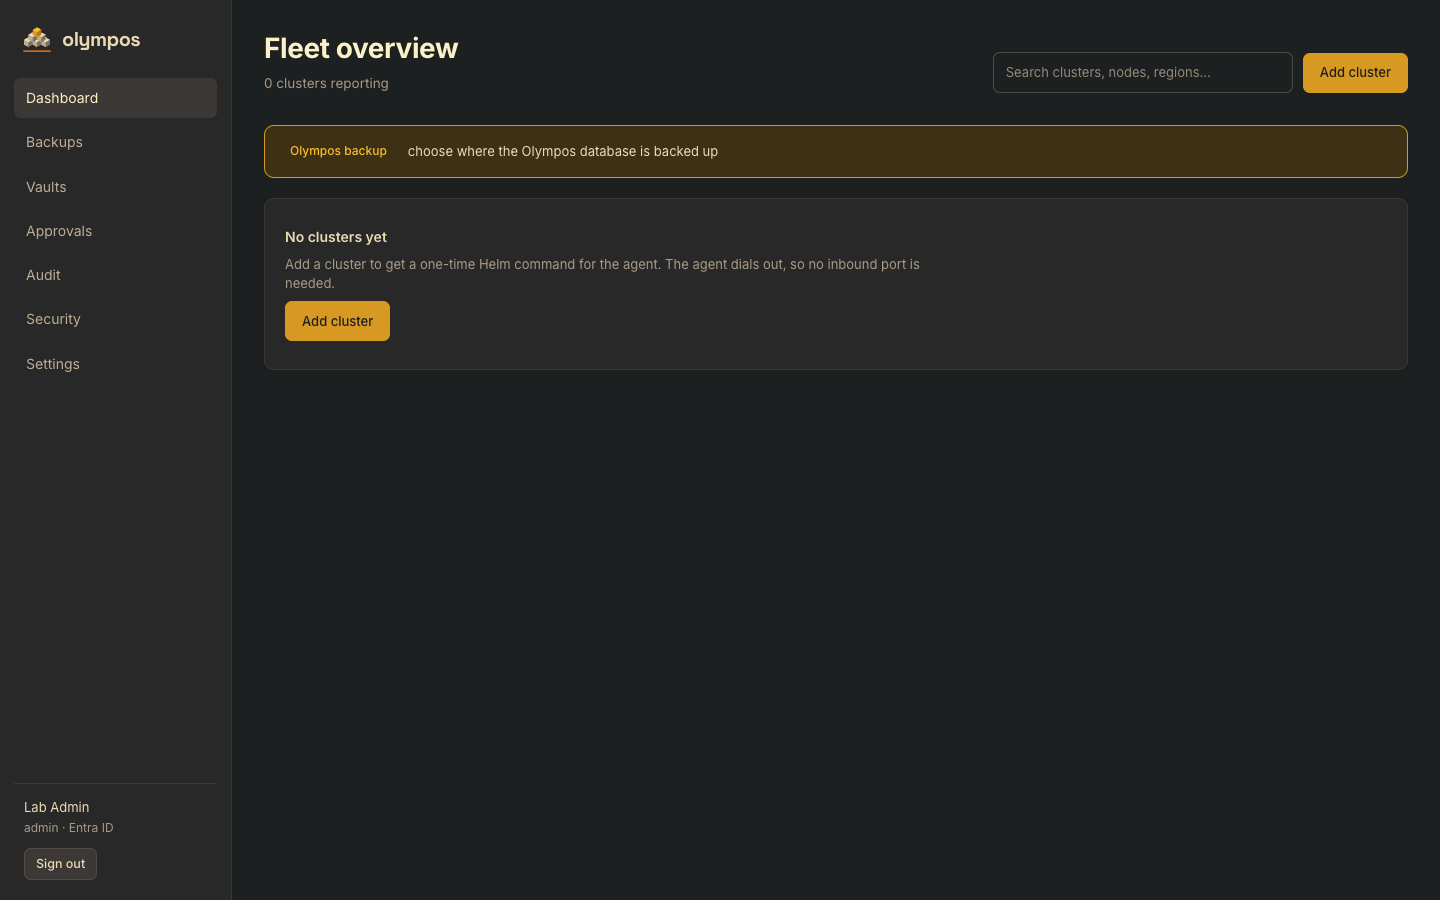 olympos
Dashboard
Backups
Vaults
Approvals
Audit
Security
Settings
Lab Admin
admin · Entra ID
Sign out
Fleet overview
0 clusters reporting
Search clusters, nodes, regions...
Add cluster
Olympos backup choose where the Olympos database is backed up
No clusters yet
Add a cluster to get a one-time Helm command for the agent. The agent dials out, so no inbound port is
needed.
Add cluster